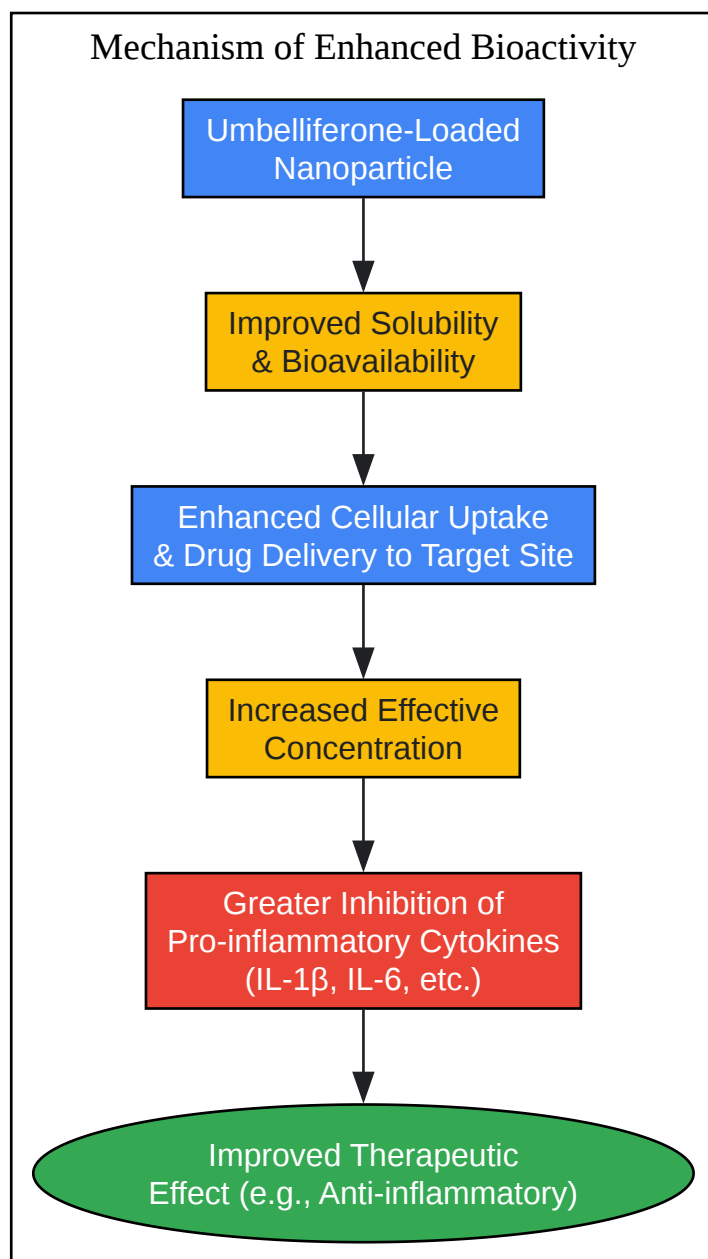 Mechanism of Enhanced Bioactivity
Umbelliferone-Loaded
Nanoparticle
Improved Solubility
& Bioavailability
Enhanced Cellular Uptake
& Drug Delivery to Target Site
Increased Effective
Concentration
Greater Inhibition of
Pro-inflammatory Cytokines
(IL-1β, IL-6, etc.)
Improved Therapeutic
Effect (e.g., Anti-inflammatory)